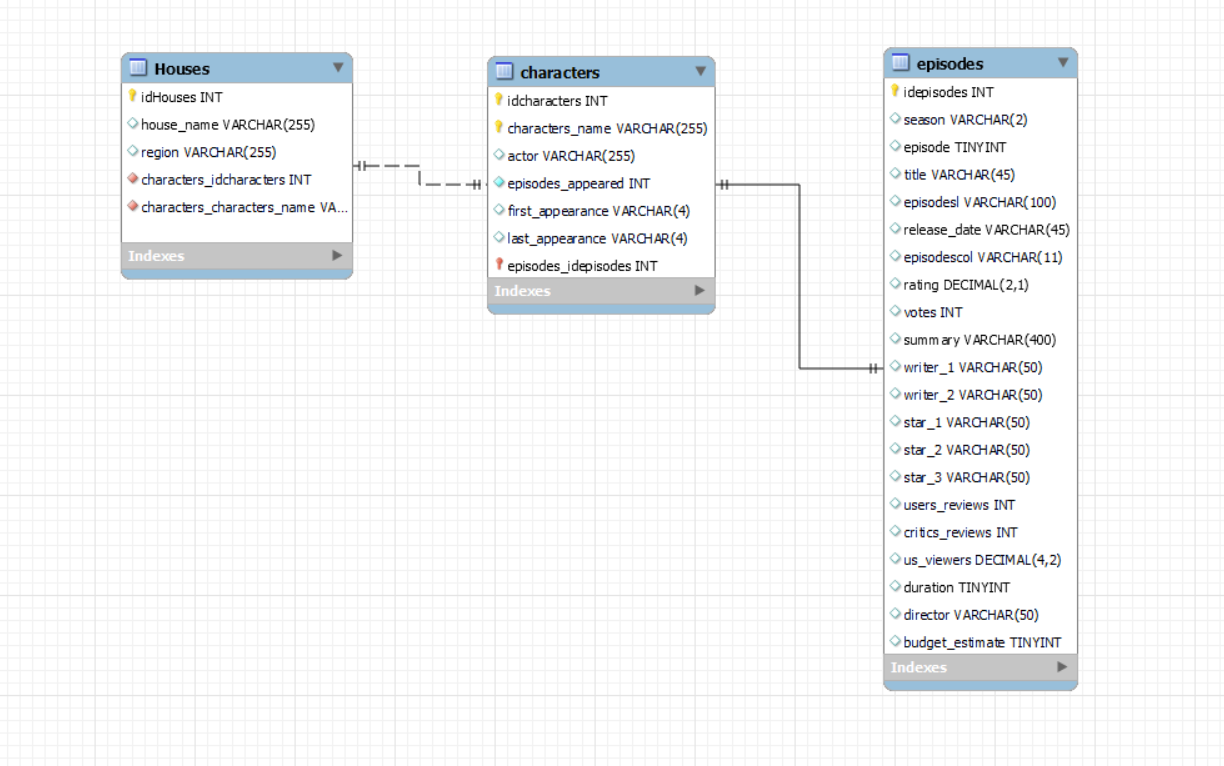 Houses
idHouses INT
house_name VARCHAR(255)
region VARCHAR(255)
characters_idcharacters INT
characters_characters_name VA...
Indexes
characters
idcharacters INT
characters_name VARCHAR(255)
actor VARCHAR(255)
episodes_appeared INT
first_appearance VARCHAR(4)
last_appearance VARCHAR(4)
episodes_idepisodes INT
Indexes
episodes
idepisodes INT
season VARCHAR(2)
episode TINYINT
title VARCHAR(45)
episodesl VARCHAR(100)
release_date VARCHAR(45)
episodescol VARCHAR(11)
rating DECIMAL(2,1)
votes INT
summary VARCHAR(400)
writer_1 VARCHAR(50)
writer_2 VARCHAR(50)
star_1 VARCHAR(50)
star_2 VARCHAR(50)
star_3 VARCHAR(50)
users_reviews INT
critics_reviews INT
us_viewers DECIMAL(4,2)
duration TINYINT
director VARCHAR(50)
budget_estimate TINYINT
Indexes